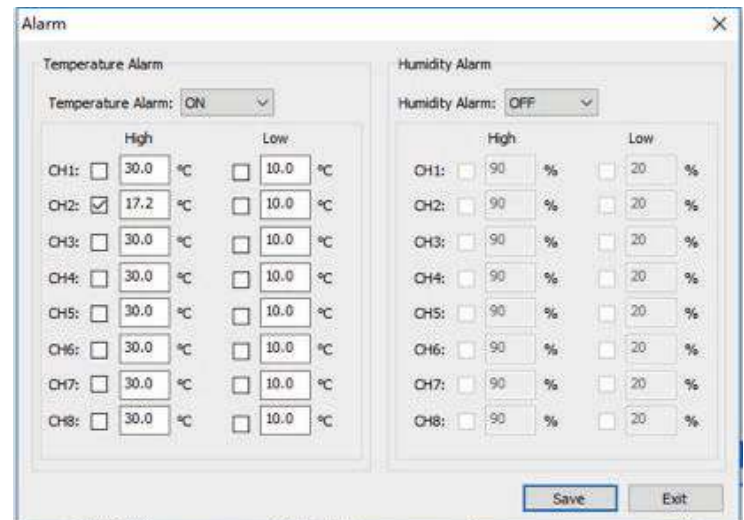 Alarm
Temperature Alarm
Temperature Alarm: ON
High Low
CH1: 30.0 ℃ 10.0 ℃
CH2: 17.2 ℃ 10.0 ℃
CH3: 30.0 ℃ 10.0 ℃
CH4: 30.0 ℃ 10.0 ℃
CH5: 30.0 ℃ 10.0 ℃
CH6: 30.0 ℃ 10.0 ℃
CH7: 30.0 ℃ 10.0 ℃
CH8: 30.0 ℃ 10.0 ℃
Humidity Alarm
Humidity Alarm: OFF
High Low
CH1: 90 % 20 %
CH2: 90 % 20 %
CH3: 90 % 20 %
CH4: 90 % 20 %
CH5: 90 % 20 %
CH6: 90 % 20 %
CH7: 90 % 20 %
CH8: 90 % 20 %
Save Exit